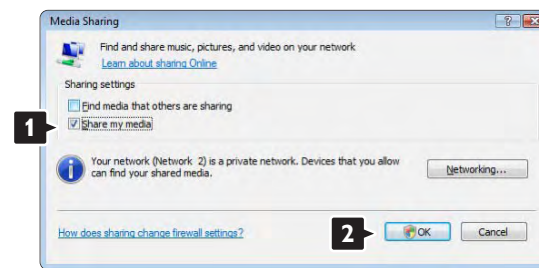 Media Sharing
Find and share music, pictures, and video on your network
Learn about sharing Online
Sharing settings
Find media that others are sharing
1
Share my media
Your network (Network 2) is a private network. Devices that you allow
can find your shared media.
Networking...
How does sharing change firewall settings?
2
OK
Cancel